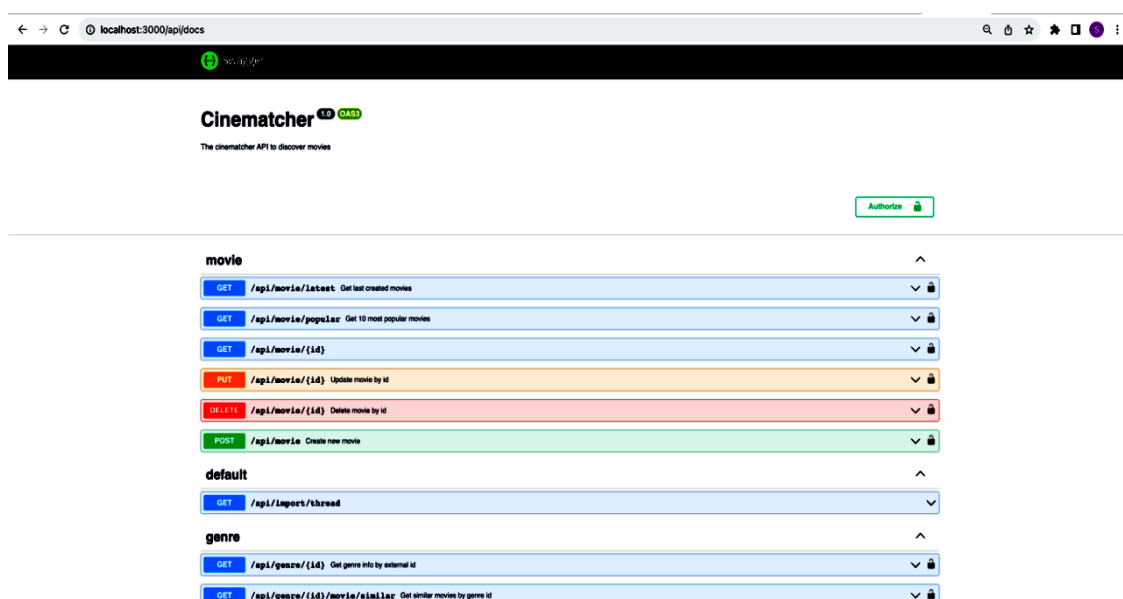 localhost:3000/api/docs
S
Swagger
Cinematcher 1.0 OAS3
The cinematcher API to discover movies
Authorize
movie
GET /api/movie/latest Get last created movies
GET /api/movie/popular Get 10 most popular movies
GET /api/movie/{id}
PUT /api/movie/{id} Update movie by id
DELETE /api/movie/{id} Delete movie by id
POST /api/movie Create new movie
default
GET /api/import/thread
genre
GET /api/genre/{id} Get genre info by external id
GET /api/genre/{id}/movie/similar Get similar movies by genre id